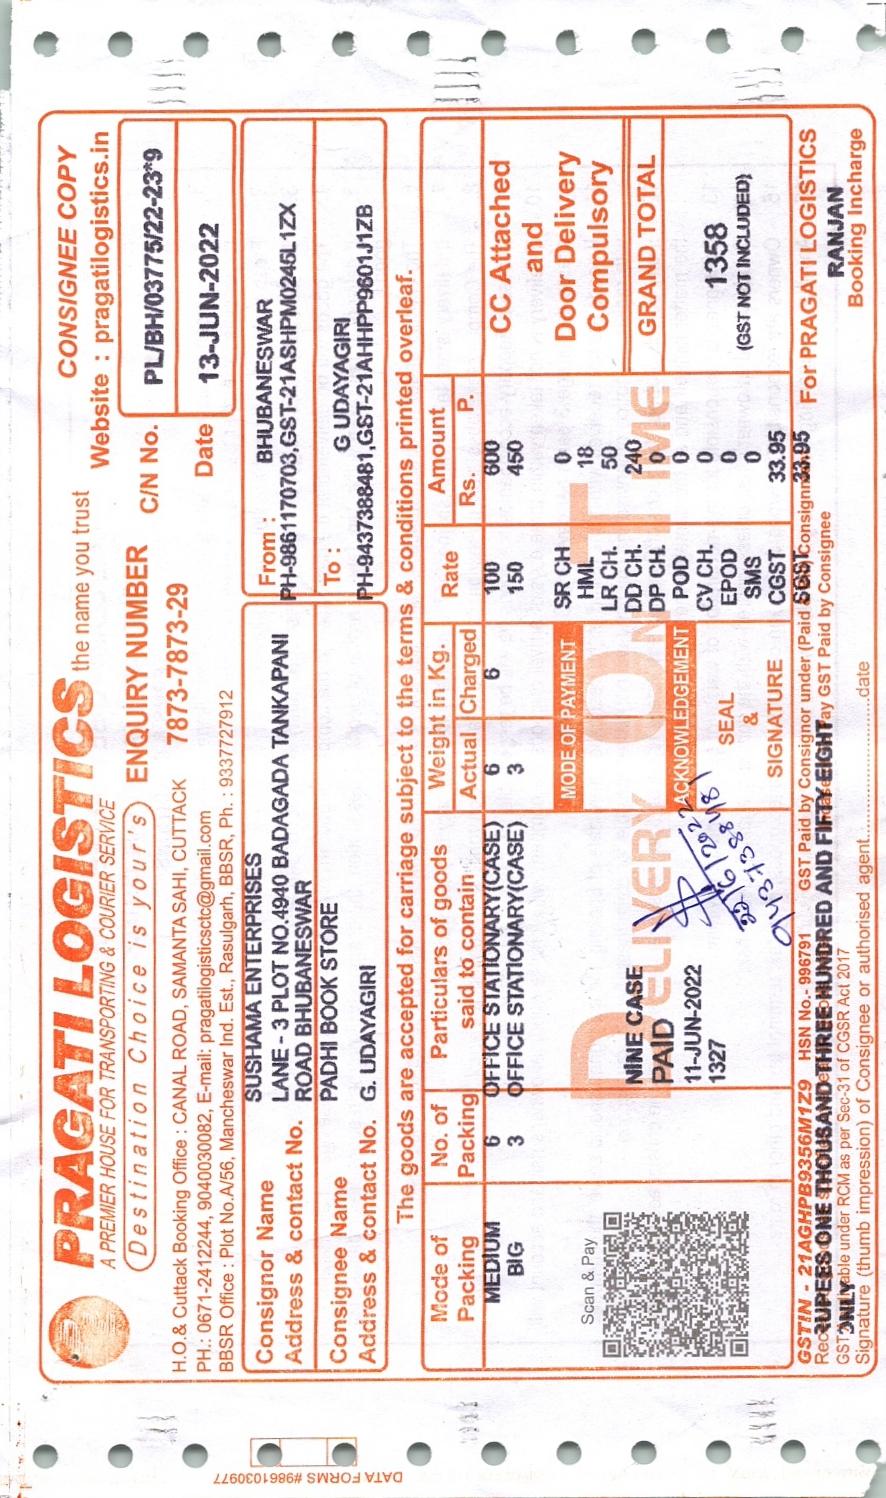 CONSIGNEE COPY
PRAGATI LOGISTICS the name you trust
Website : pragatilogistics.in
A PREMIER HOUSE FOR TRANSPORTING & COURIER SERVICE
Destination Choice is your's
ENQUIRY NUMBER
7873-7873-29
C/N No. PL/BH/03775/22-23*9
Date 13-JUN-2022
H.O.& Cuttack Booking Office : CANAL ROAD, SAMANTA SAHI, CUTTACK
PH.: 0671-2412244, 9040030082, E-mail: pragatilogisticsctc@gmail.com
BBSR Office : Plot No.A/56, Mancheswar Ind. Est., Rasulgarh, BBSR, Ph. : 9337727912
Consignor Name SUSHAMA ENTERPRISES
Address & contact No. LANE - 3 PLOT NO.4940 BADAGADA TANKAPANI
ROAD BHUBANESWAR
From : BHUBANESWAR
PH-9861170703,GST-21ASHPM0245L1ZX
Consignee Name PADHI BOOK STORE
Address & contact No. G. UDAYAGIRI
To : G UDAYAGIRI
PH-9437388481,GST-21AHHPP9601J1ZB
The goods are accepted for carriage subject to the terms & conditions printed overleaf.
Mode of Packing No. of Packing Particulars of goods said to contain Weight in Kg. Actual Charged Rate Amount Rs. P.
MEDIUM 6 OFFICE STATIONARY(CASE) 6 6 100 600
BIG 3 OFFICE STATIONARY(CASE) 3 150 450
CC Attached
and
Door Delivery
Compulsory
GRAND TOTAL
1358
(GST NOT INCLUDED)
SR CH 0
HML 18
LR CH. 50
DD CH. 240
DP CH. 0
POD 0
CV CH. 0
EPOD 0
SMS 0
CGST 33.95
SGST 33.95
MODE OF PAYMENT
ACKNOWLEDGEMENT
SEAL
&
SIGNATURE
DELIVERY ON TIME
Scan & Pay
NINE CASE
PAID
11-JUN-2022
1327
9437388481
GSTIN - 21AGHPB9356M1Z9 HSN No.- 996791 GST Paid by Consignor under (Paid & Consignm
RUPEES ONE THOUSAND THREE HUNDRED AND FIFTY EIGHT
ONLY
pay GST Paid by Consignee
under RCM as per Sec-31 of CGSR Act 2017
Signature (thumb impression) of Consignee or authorised agent..................date
For PRAGATI LOGISTICS
RANJAN
Booking Incharge
DATA FORMS #9861030977